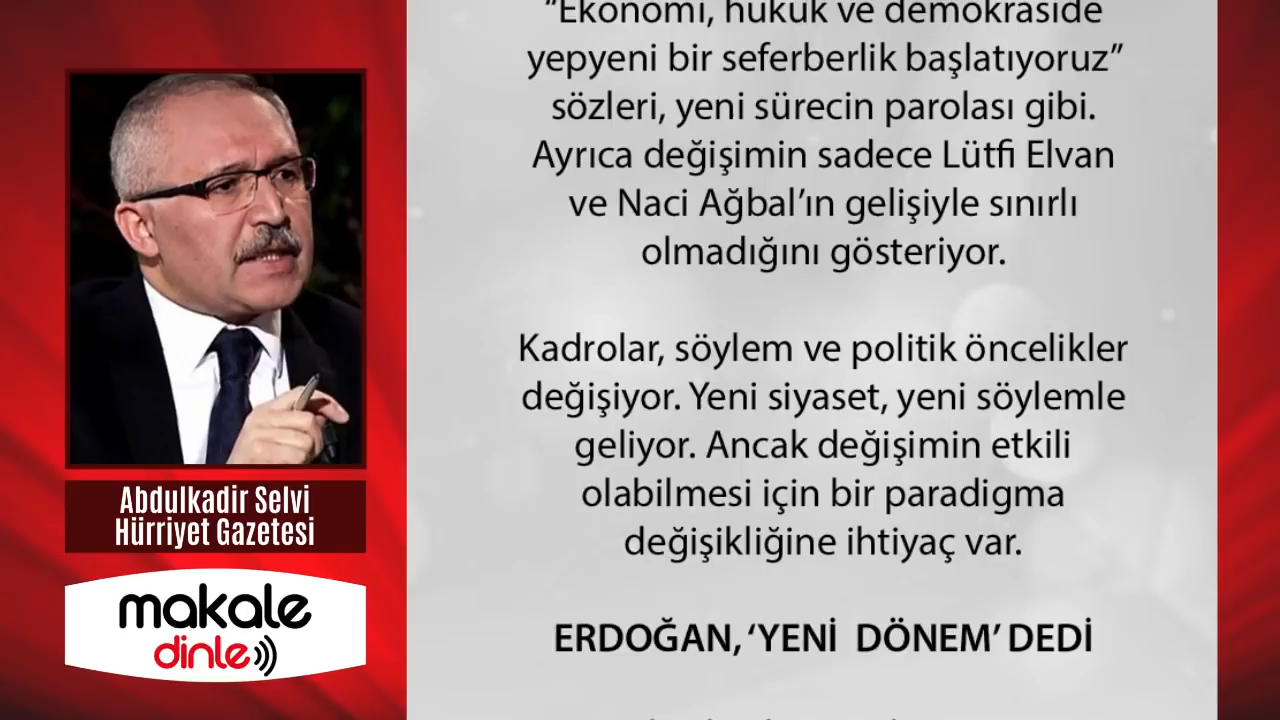 “Ekonomi, hukuk ve demokraside
yepyeni bir seferberlik başlatıyoruz”
sözleri, yeni sürecin parolası gibi.
Ayrıca değişimin sadece Lütfi Elvan
ve Naci Ağbal’ın gelişiyle sınırlı
olmadığını gösteriyor.
Kadrolar, söylem ve politik öncelikler
değişiyor. Yeni siyaset, yeni söylemle
geliyor. Ancak değişimin etkili
olabilmesi için bir paradigma
değişikliğine ihtiyaç var.
ERDOĞAN, ‘YENİ DÖNEM’ DEDİ
Abdulkadir Selvi
Hürriyet Gazetesi
makale
dinle